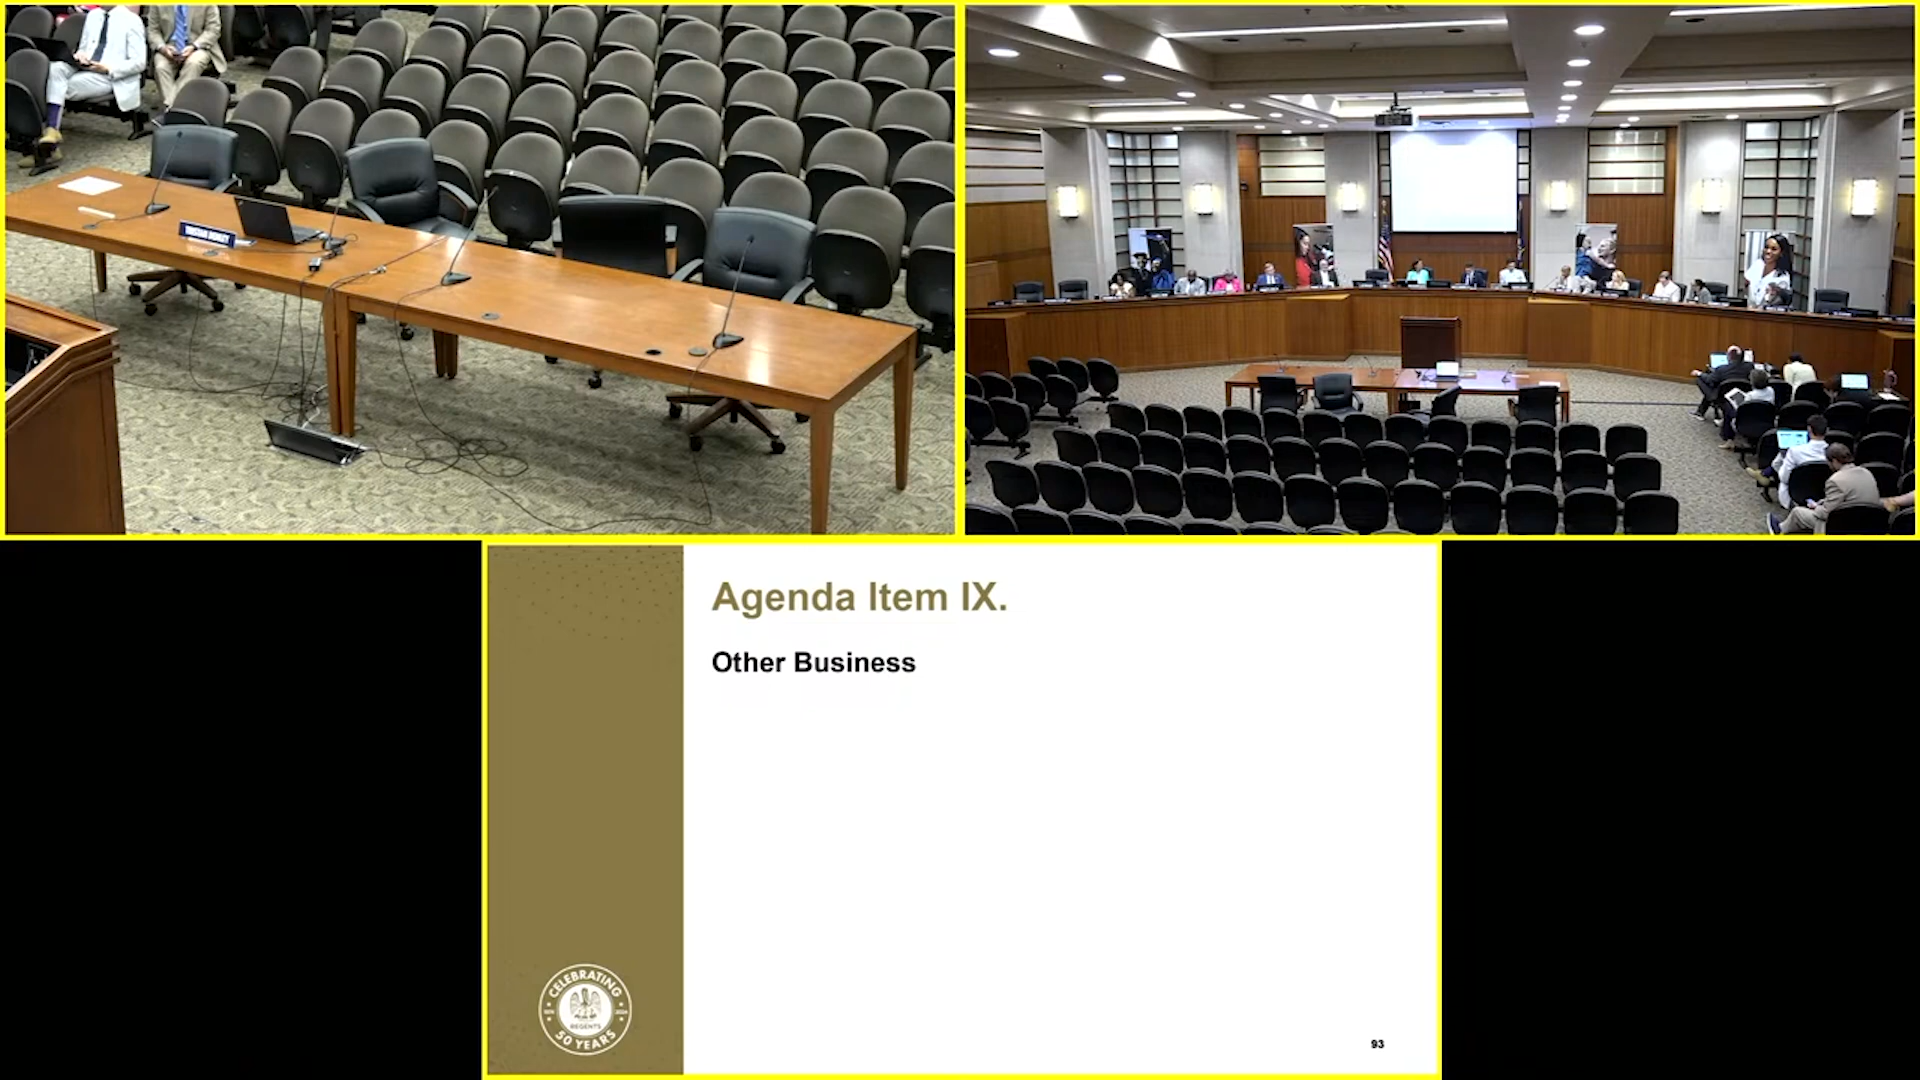 Agenda Item IX.
Other Business
CELEBRATING
REGENTS
50 YEARS
93